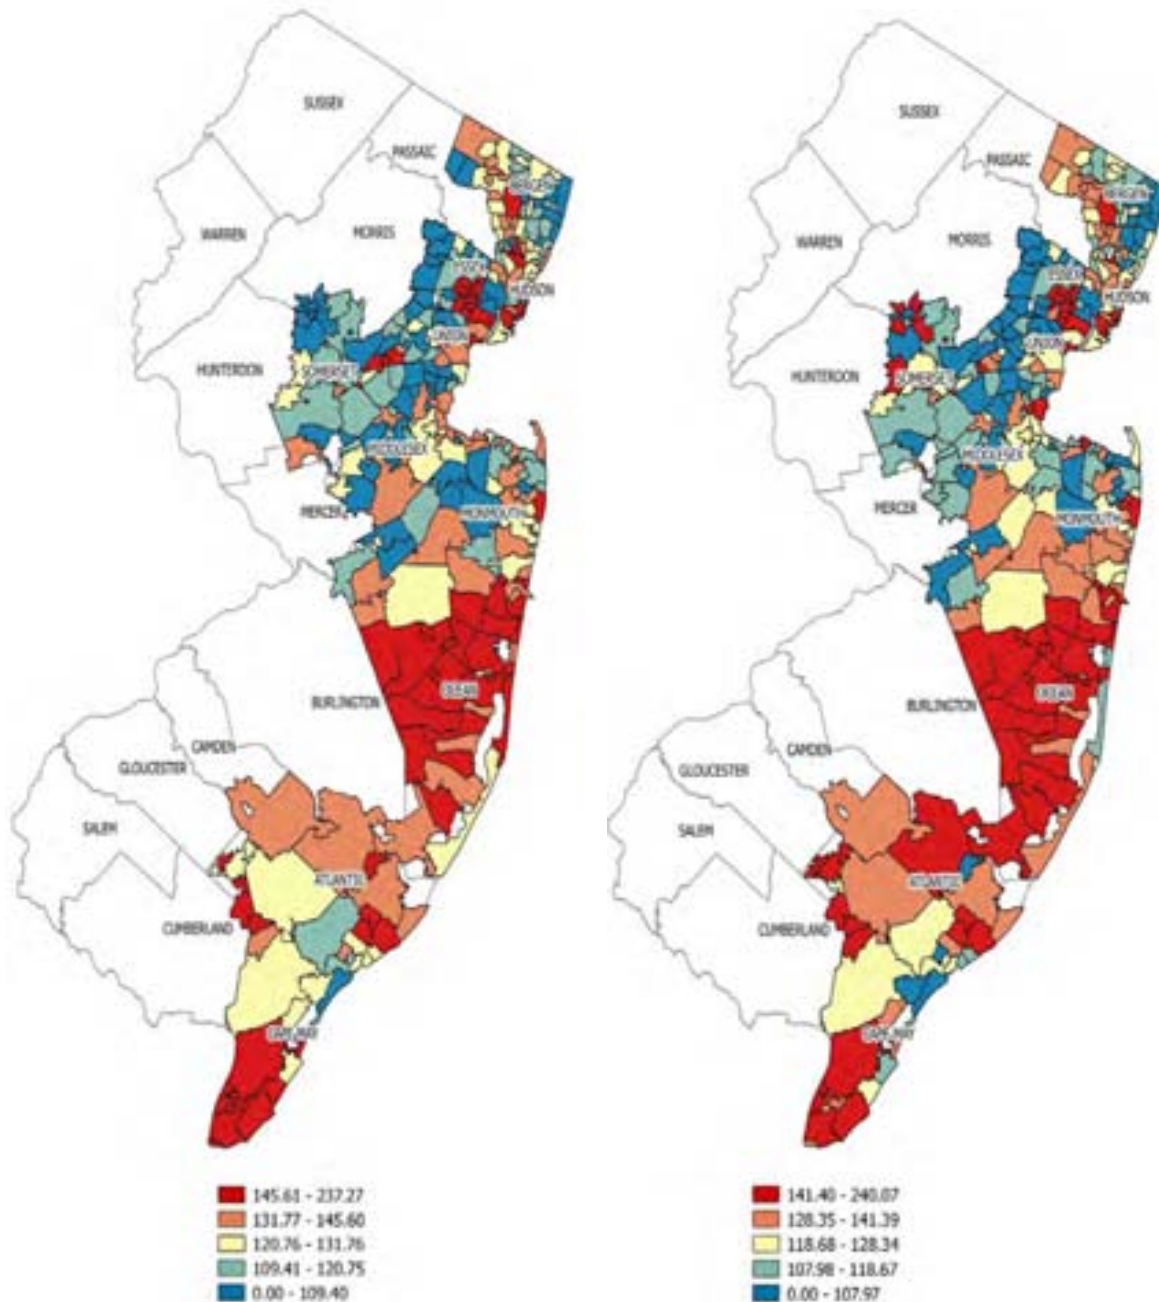 SUSSEX
PASSAIC
BERGEN
WARREN
MORRIS
ESSEX
HUDSON
UNION
HUNTERDON
SOMERSET
MIDDLESEX
MERCER
MONMOUTH
OCEAN
BURLINGTON
CAMDEN
GLOUCESTER
SALEM
ATLANTIC
CUMBERLAND
CAPE MAY
145.61 - 237.27
131.77 - 145.60
120.76 - 131.76
109.41 - 120.75
0.00 - 109.40
SUSSEX
PASSAIC
BERGEN
WARREN
MORRIS
ESSEX
HUDSON
UNION
HUNTERDON
SOMERSET
MIDDLESEX
MERCER
MONMOUTH
OCEAN
BURLINGTON
CAMDEN
GLOUCESTER
SALEM
ATLANTIC
CUMBERLAND
CAPE MAY
141.40 - 240.07
128.35 - 141.39
118.68 - 128.34
107.98 - 118.67
0.00 - 107.97